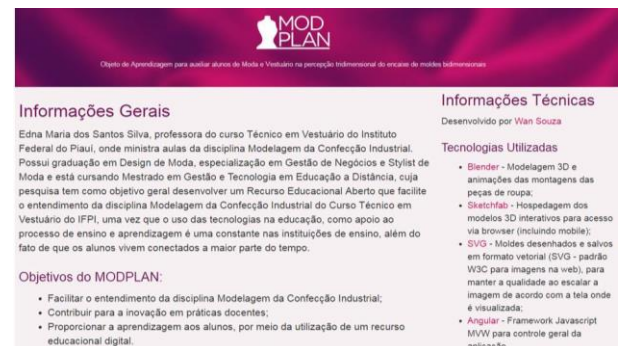 MOD
PLAN
Objeto de Aprendizagem para auxiliar alunos de Moda e Vestuário na percepção tridimensional do encaixe de moldes bidimensionais
Informações Gerais
Edna Maria dos Santos Silva, professora do curso Técnico em Vestuário do Instituto
Federal do Piauí, onde ministra aulas da disciplina Modelagem da Confecção Industrial.
Possui graduação em Design de Moda, especialização em Gestão de Negócios e Stylist de
Moda e está cursando Mestrado em Gestão e Tecnologia em Educação a Distância, cuja
pesquisa tem como objetivo geral desenvolver um Recurso Educacional Aberto que facilite
o entendimento da disciplina Modelagem da Confecção Industrial do Curso Técnico em
Vestuário do IFPI, uma vez que o uso das tecnologias na educação, como apoio ao
processo de ensino e aprendizagem é uma constante nas instituições de ensino, além do
fato de que os alunos vivem conectados a maior parte do tempo.
Objetivos do MODPLAN:
• Facilitar o entendimento da disciplina Modelagem da Confecção Industrial;
• Contribuir para a inovação em práticas docentes;
• Proporcionar a aprendizagem aos alunos, por meio da utilização de um recurso
educacional digital.
Informações Técnicas
Desenvolvido por Wan Souza
Tecnologias Utilizadas
• Blender - Modelagem 3D e
animações das montagens das
peças de roupa;
• Sketchfab - Hospedagem dos
modelos 3D interativos para acesso
via browser (incluindo mobile);
• SVG - Moldes desenhados e salvos
em formato vetorial (SVG - padrão
W3C para imagens na web), para
manter a qualidade ao escalar a
imagem de acordo com a tela onde
é visualizada;
• Angular - Framework Javascript
MVW para controle geral da